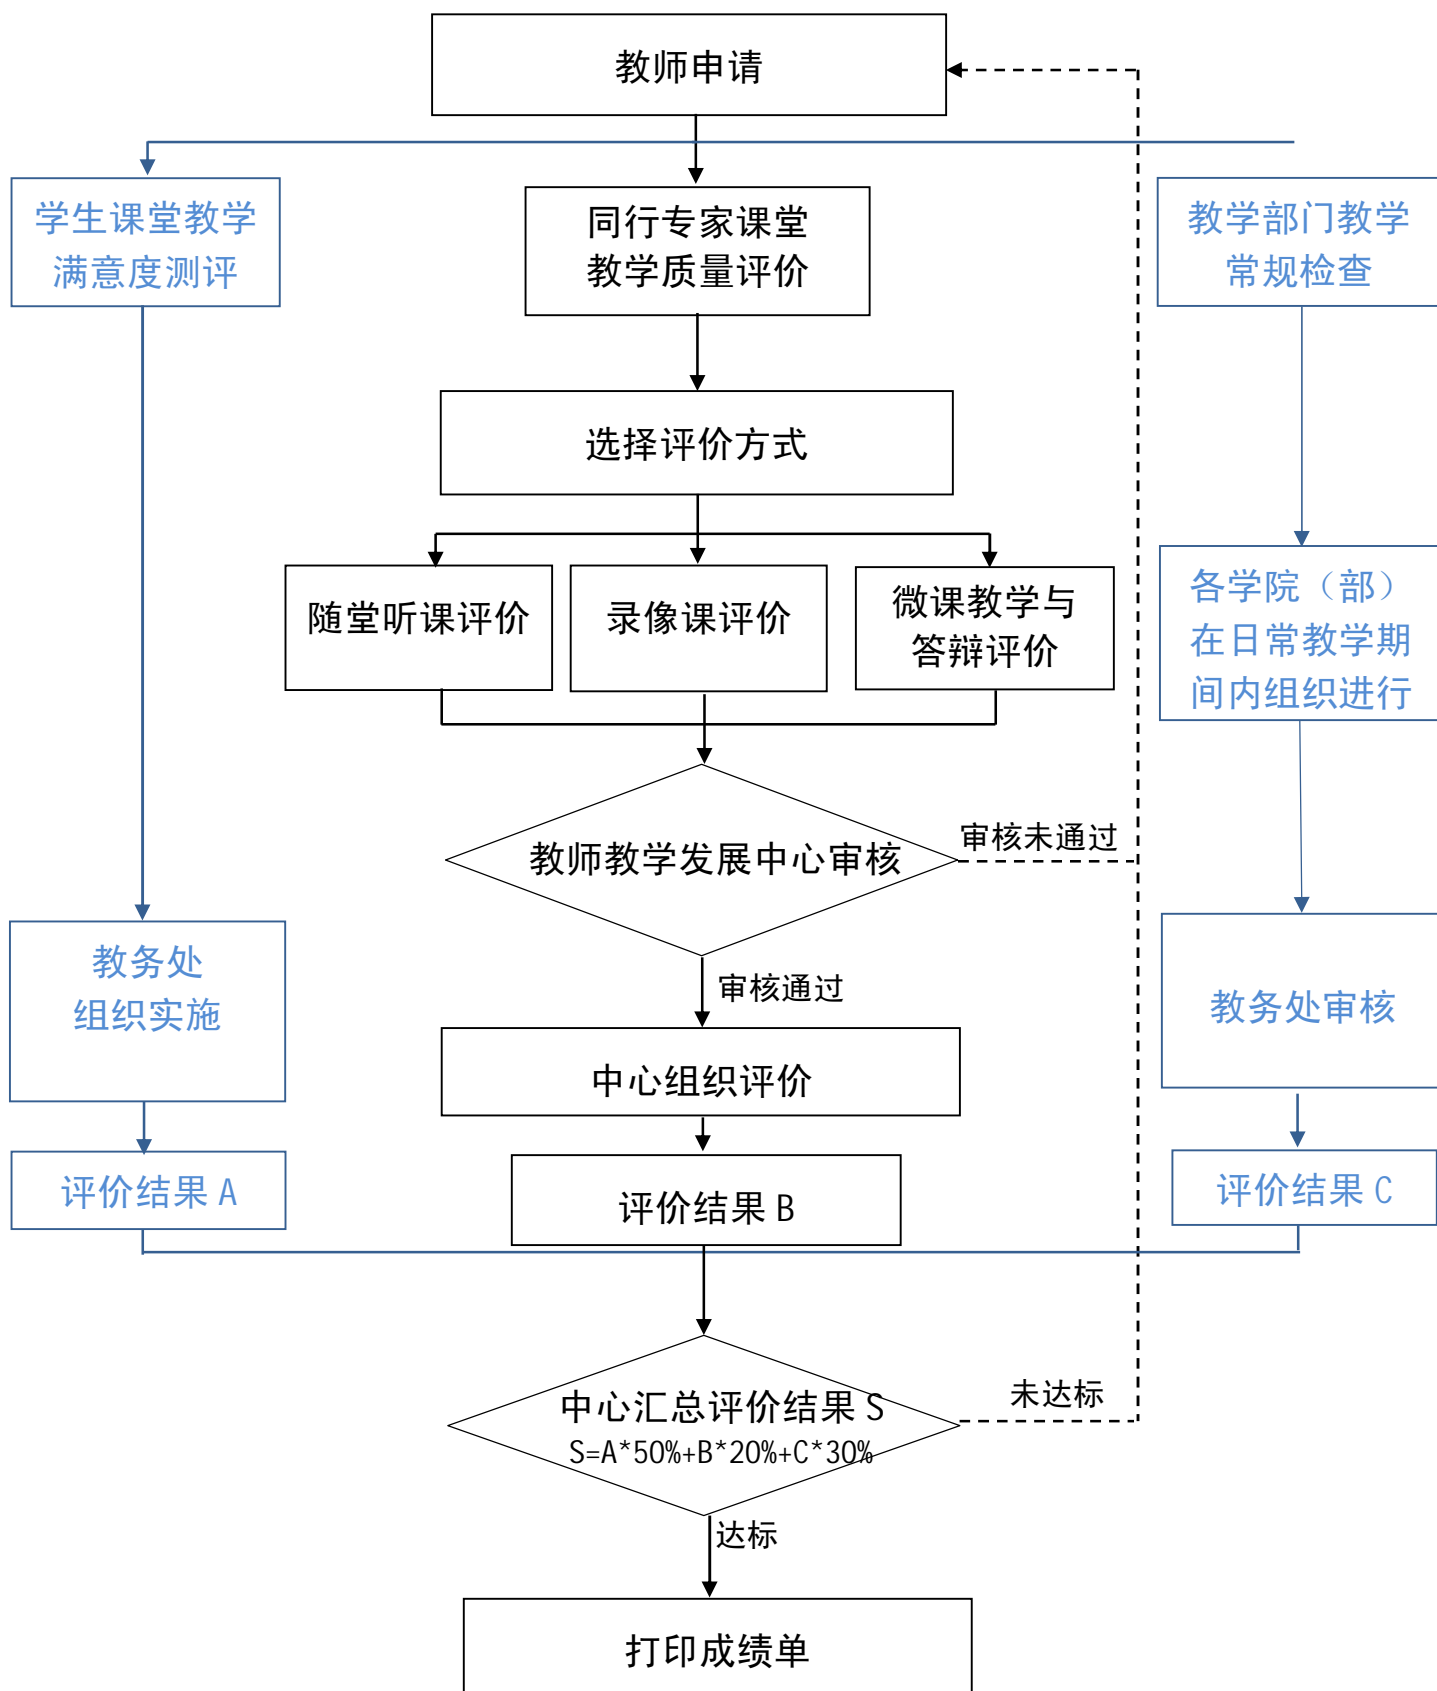 教师申请
学生课堂教学
满意度测评
同行专家课堂
教学质量评价
教学部门教学
常规检查
选择评价方式
随堂听课评价
录像课评价
微课教学与
答辩评价
各学院（部）
在日常教学期
间内组织进行
教师教学发展中心审核
审核未通过
审核通过
教务处
组织实施
中心组织评价
教务处审核
评价结果 A
评价结果 B
评价结果 C
中心汇总评价结果 S
S=A*50%+B*20%+C*30%
未达标
达标
打印成绩单